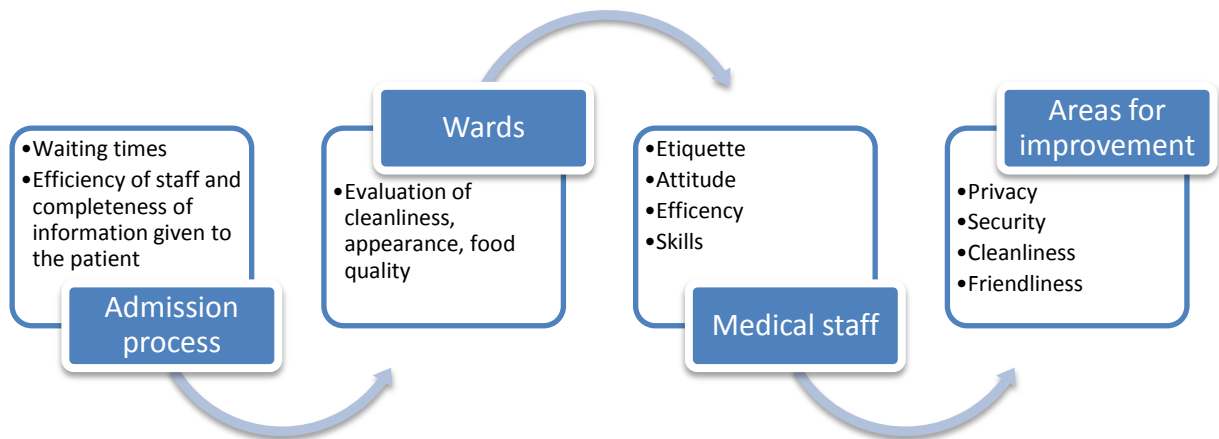 •Waiting times
•Efficiency of staff and
completeness of
information given to
the patient
Admission
process
Wards
•Evaluation of
cleanliness,
appearance, food
quality
•Etiquette
•Attitude
•Efficency
•Skills
Medical staff
Areas for
improvement
•Privacy
•Security
•Cleanliness
•Friendliness